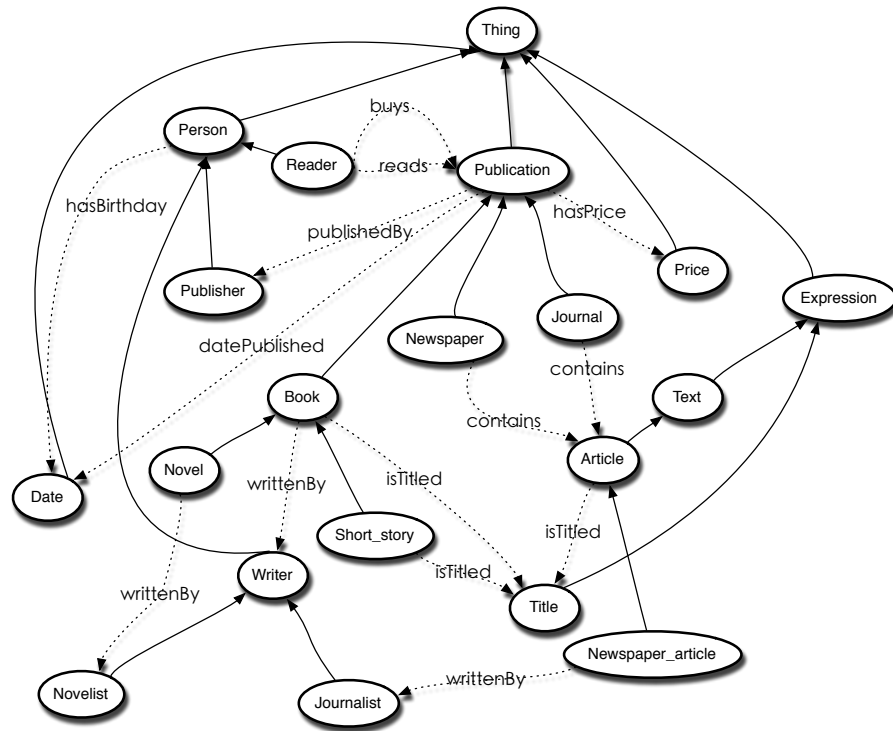 Thing
buys
Person
Reader
reads
Publication
hasBirthday
hasPrice
publishedBy
Price
Publisher
Expression
Newspaper
Journal
datePublished
contains
Book
Text
contains
Novel
Article
writtenBy
isTitled
Date
Short_story
isTitled
Writer
isTitled
writtenBy
Title
Newspaper_article
writtenBy
Novelist
Journalist